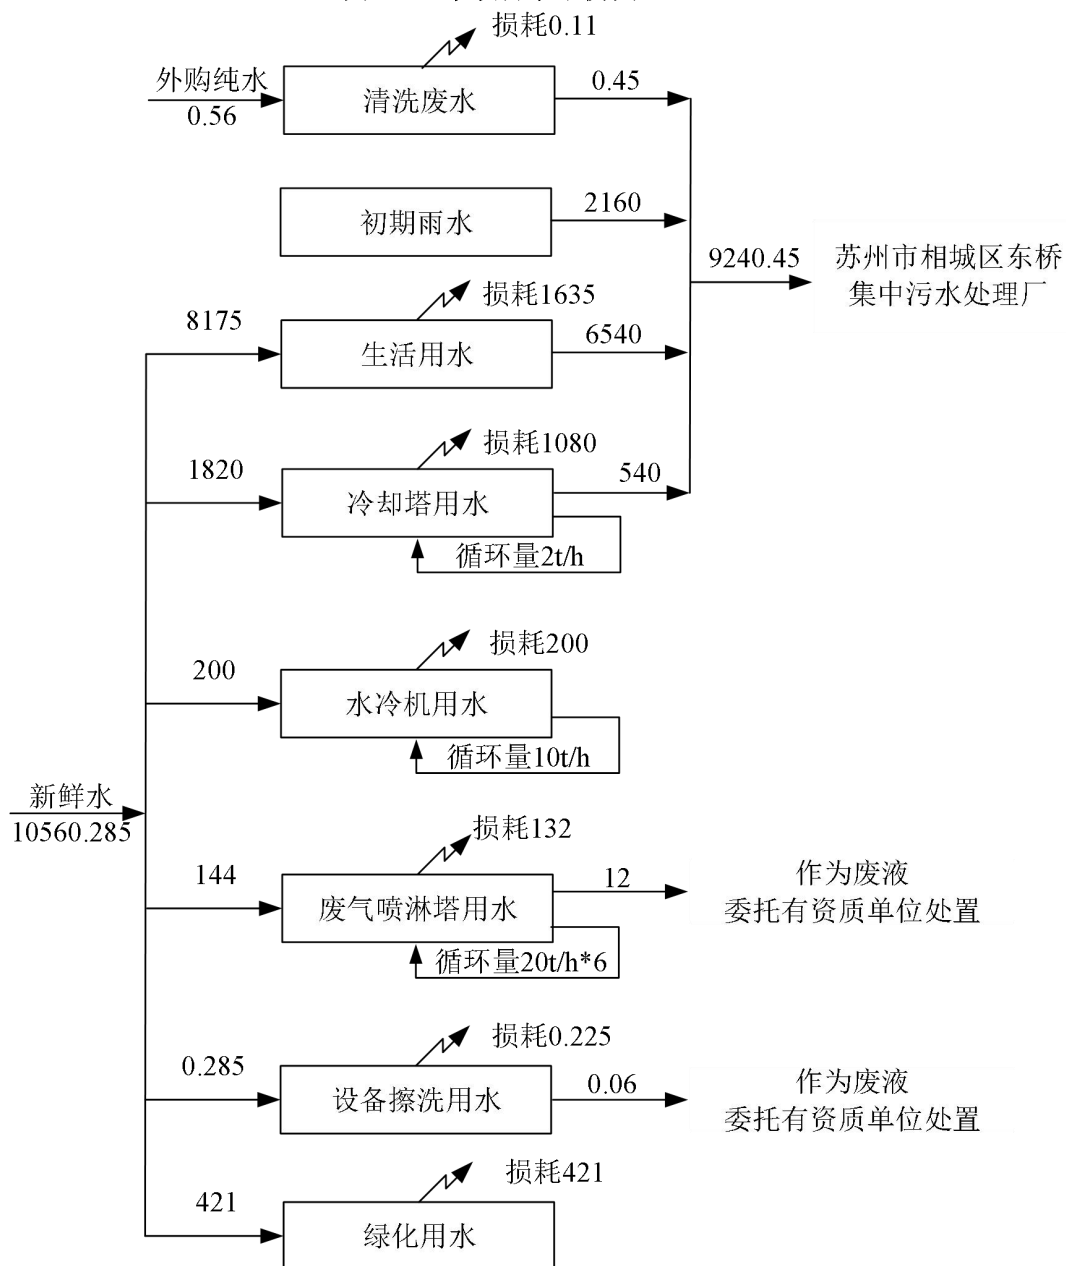 损耗0.11
外购纯水
0.56
清洗废水
0.45
初期雨水
2160
9240.45
苏州市相城区东桥
集中污水处理厂
损耗1635
8175
生活用水
6540
损耗1080
1820
冷却塔用水
540
循环量2t/h
损耗200
200
水冷机用水
循环量10t/h
新鲜水
10560.285
损耗132
144
废气喷淋塔用水
12
作为废液
委托有资质单位处置
循环量20t/h*6
损耗0.225
0.285
设备擦洗用水
0.06
作为废液
委托有资质单位处置
损耗421
421
绿化用水